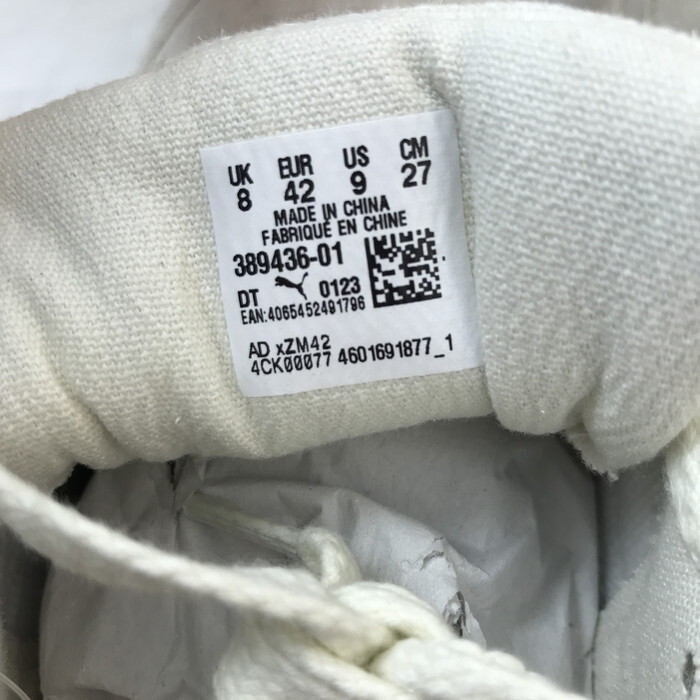 UK EUR US CM
8 42 9 27
MADE IN CHINA
FABRIQUÉ EN CHINE
389436-01
DT 0123
EAN:4065452491796
AD xZM42
4CK00077 4601691877_1